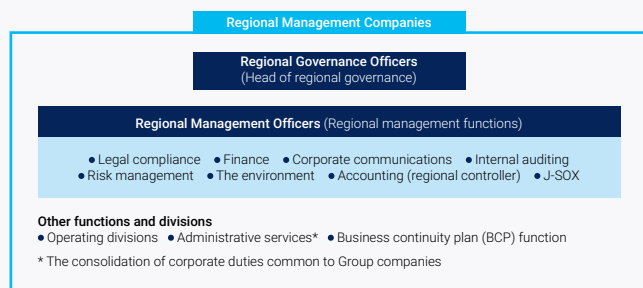 Regional Management Companies
Regional Governance Officers
(Head of regional governance)
Regional Management Officers (Regional management functions)
● Legal compliance ● Finance ● Corporate communications ● Internal auditing
● Risk management ● The environment ● Accounting (regional controller) ● J-SOX
Other functions and divisions
● Operating divisions ● Administrative services* ● Business continuity plan (BCP) function
* The consolidation of corporate duties common to Group companies